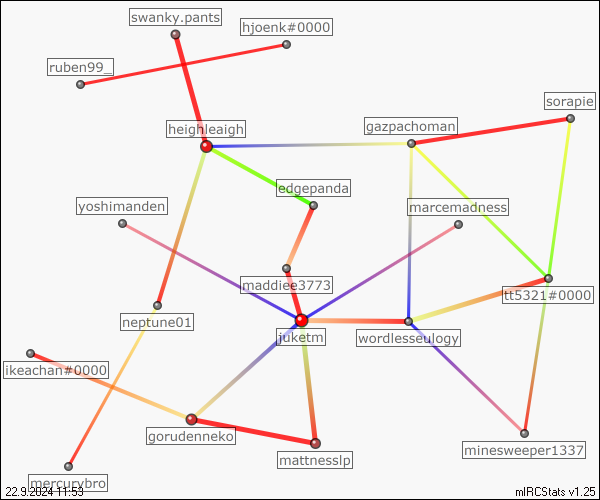 swanky.pants
hjoenk#0000
ruben99_
sorapie
heighleaigh
gazpachoman
edgepanda
yoshimanden
marcemadness
maddiee3773
tt5321#0000
neptune01
juketm
wordlesseulogy
ikeachan#0000
gorudenneko
minesweeper1337
mattnesslp
mercurybro
22.9.2024 11:53
mIRCStats v1.25